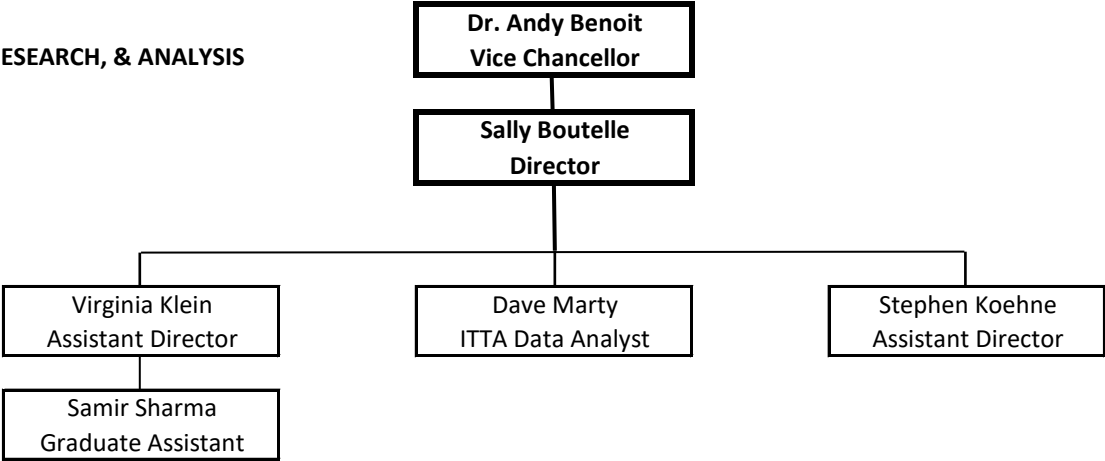 Dr. Andy Benoit
Vice Chancellor
ESEARCH, & ANALYSIS
Sally Boutelle
Director
Virginia Klein
Assistant Director
Dave Marty
ITTA Data Analyst
Stephen Koehne
Assistant Director
Samir Sharma
Graduate Assistant